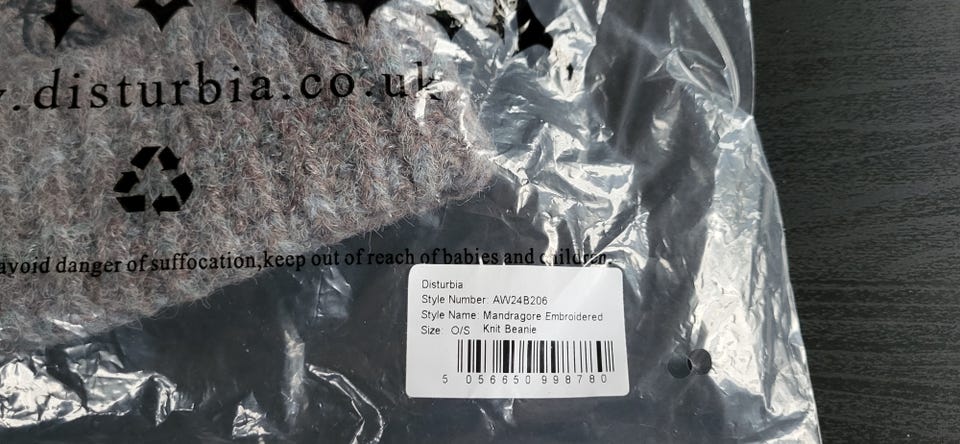 .disturbia.co.uk
avoid danger of suffocation,keep out of reach of babies and children.
Disturbia
Style Number: AW24B206
Style Name: Mandragore Embroidered
Knit Beanie
Size: O/S
5 056650 998780